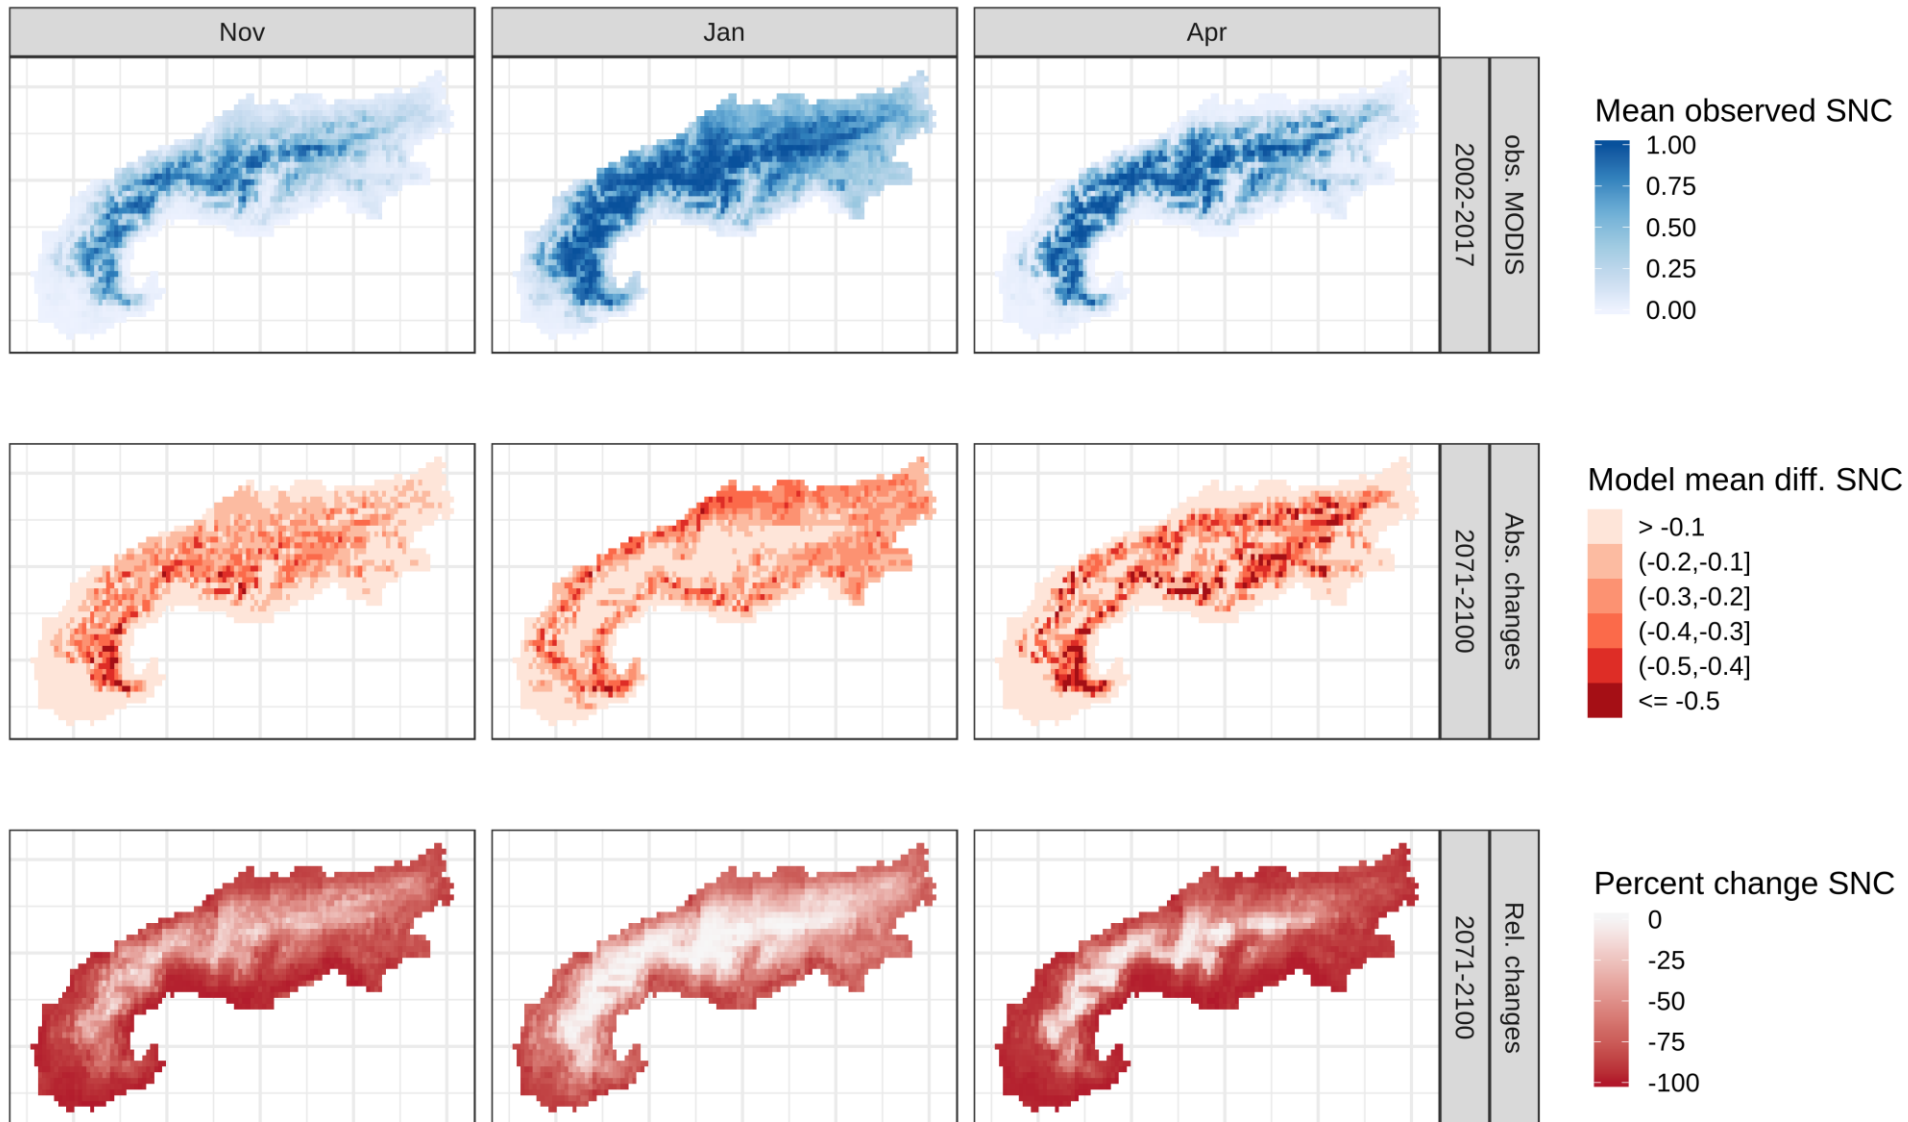 Nov
Jan
Apr
obs. MODIS
2002-2017
Mean observed SNC
1.00
0.75
0.50
0.25
0.00
Abs. changes
2071-2100
Model mean diff. SNC
> -0.1
(-0.2,-0.1]
(-0.3,-0.2]
(-0.4,-0.3]
(-0.5,-0.4]
<= -0.5
Rel. changes
2071-2100
Percent change SNC
0
-25
-50
-75
-100